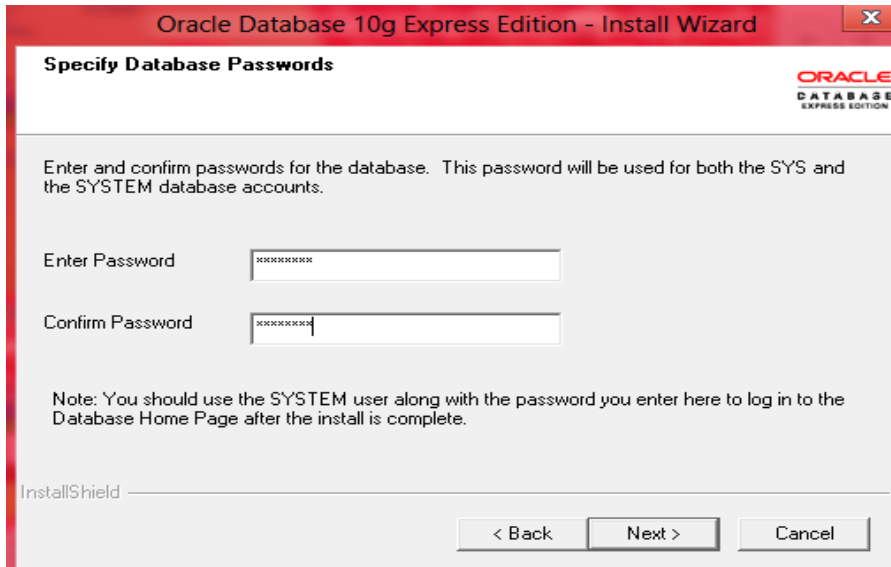 Oracle Database 10g Express Edition - Install Wizard
x
Specify Database Passwords
ORACLE
DATABASE
EXPRESS EDITION
Enter and confirm passwords for the database. This password will be used for both the SYS and
the SYSTEM database accounts.
Enter Password
********
Confirm Password
********
Note: You should use the SYSTEM user along with the password you enter here to log in to the
Database Home Page after the install is complete.
InstallShield
< Back
Next >
Cancel